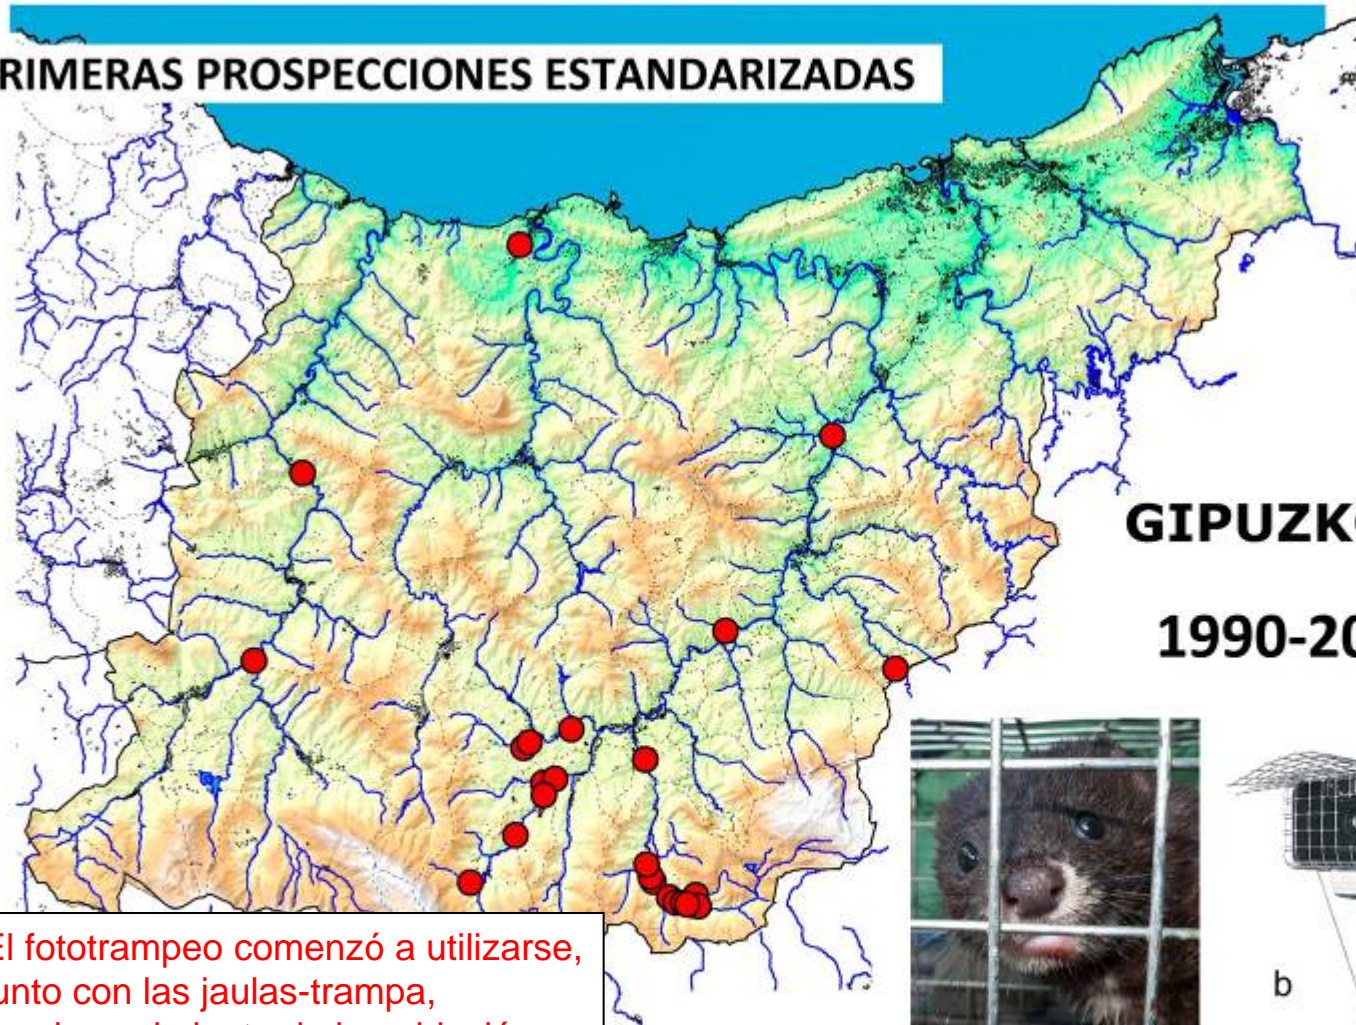 RIMERAS PROSPECCIONES ESTANDARIZADAS
GIPUZK
1990-20
b
El fototrampeo comenzó a utilizarse,
unto con las jaulas-trampa,